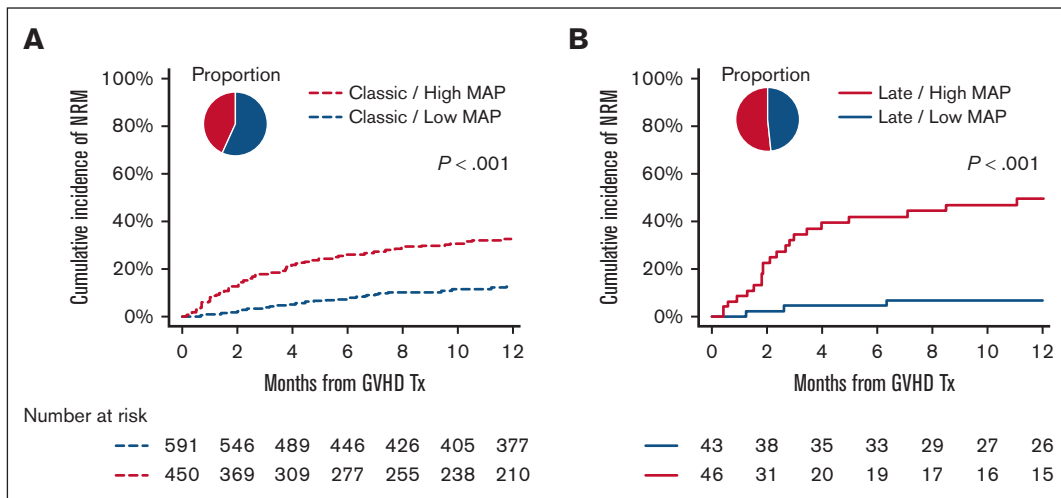 A
Cumulative incidence of NRM
100%
80%
60%
40%
20%
0%
Proportion
Classic / High MAP
Classic / Low MAP
P < .001
0 2 4 6 8 10 12
Months from GVHD Tx
Number at risk
591 546 489 446 426 405 377
450 369 309 277 255 238 210
B
Cumulative incidence of NRM
100%
80%
60%
40%
20%
0%
Proportion
Late / High MAP
Late / Low MAP
P < .001
0 2 4 6 8 10 12
Months from GVHD Tx
43 38 35 33 29 27 26
46 31 20 19 17 16 15